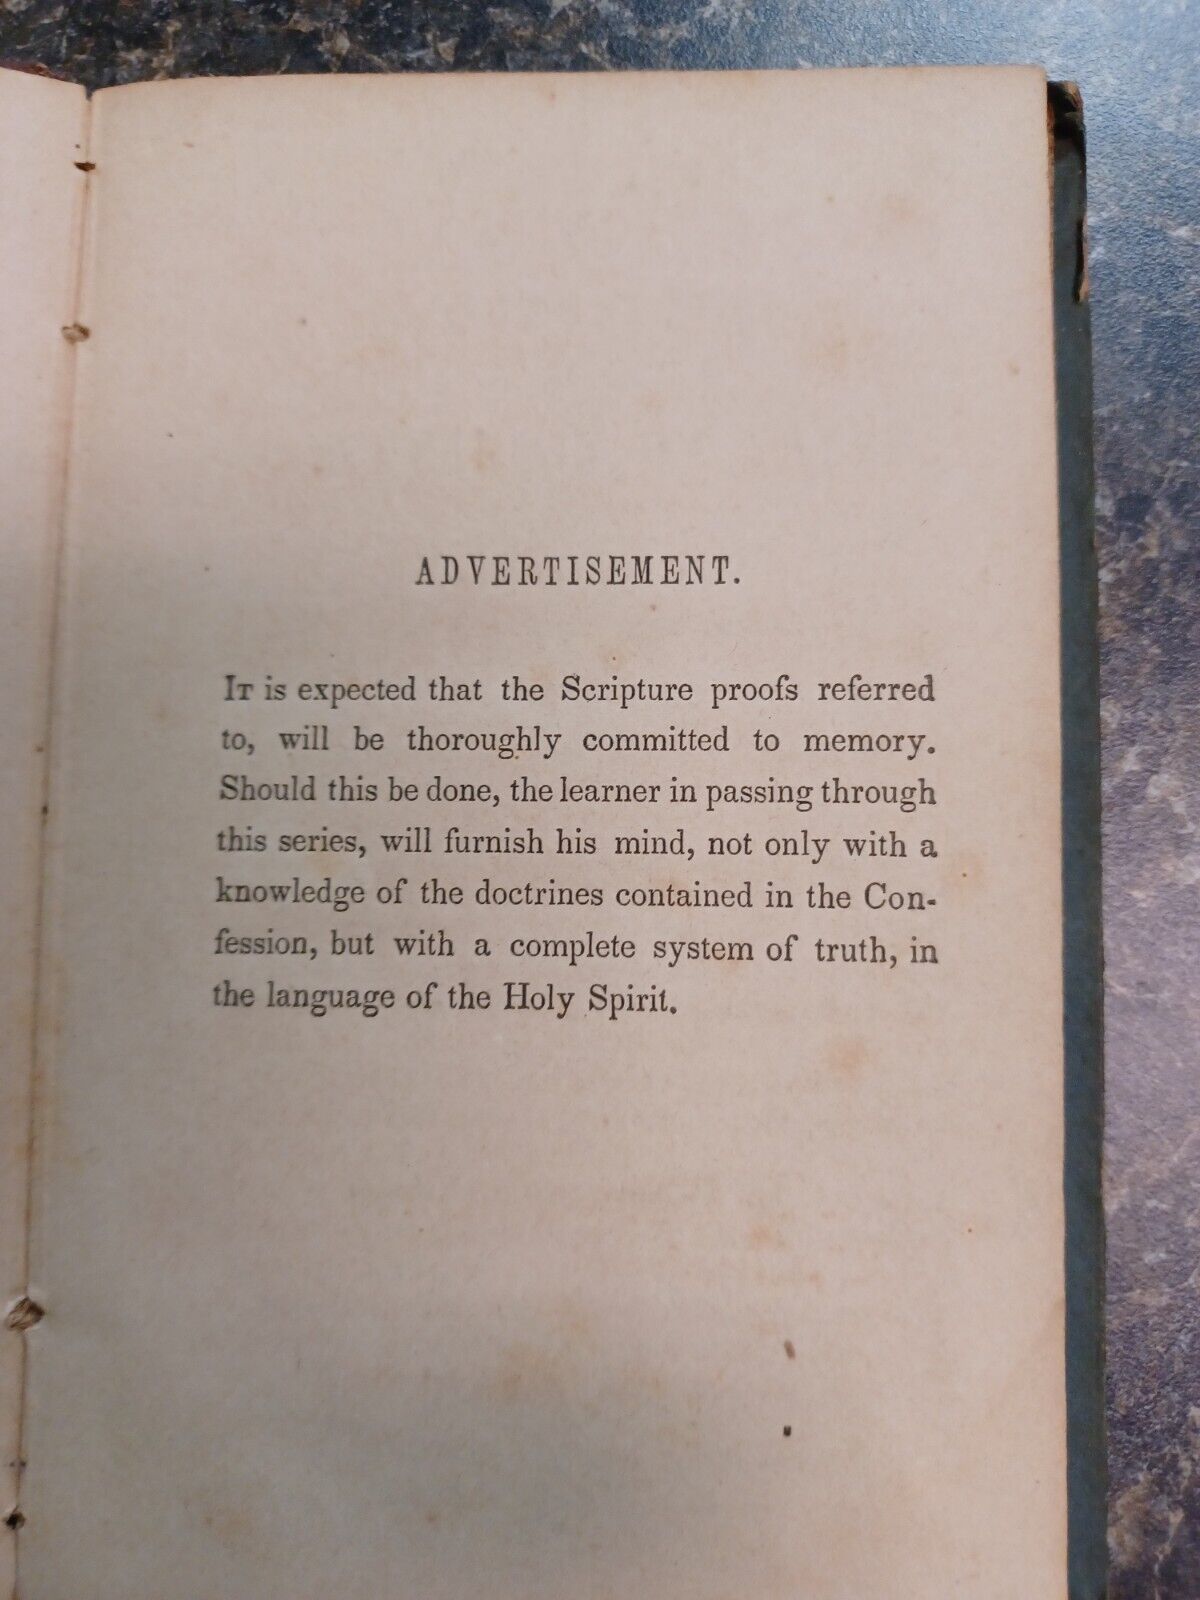 ADVERTISEMENT.
IT is expected that the Scripture proofs referred
to, will be thoroughly committed to memory.
Should this be done, the learner in passing through
this series, will furnish his mind, not only with a
knowledge of the doctrines contained in the Con-
fession, but with a complete system of truth, in
the language of the Holy Spirit.